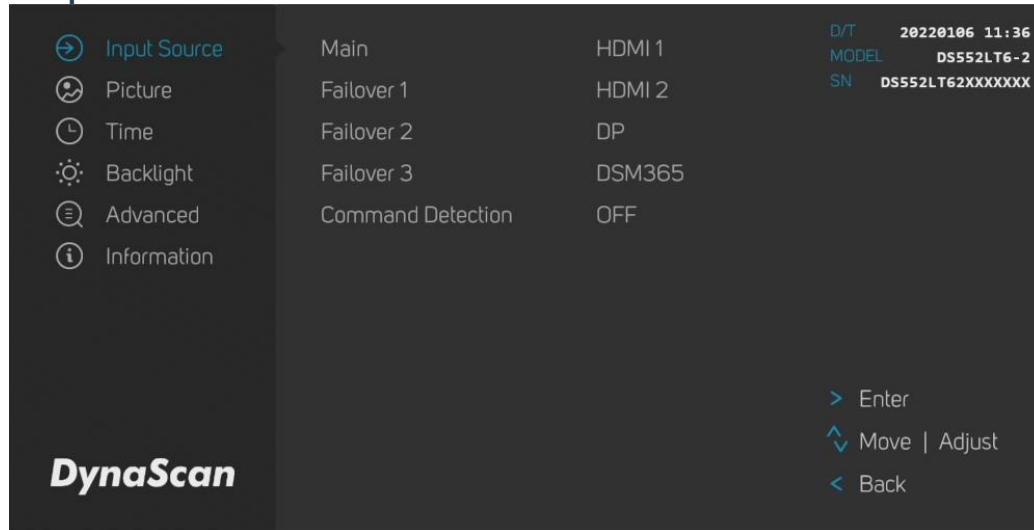 Input Source
Picture
Time
Backlight
Advanced
Information
DynaScan
Main HDMI 1
Failover 1 HDMI 2
Failover 2 DP
Failover 3 DSM365
Command Detection OFF
D/T 20220106 11:36
MODEL DS552LT6-2
SN DS552LT62XXXXXXX
> Enter
Move | Adjust
< Back